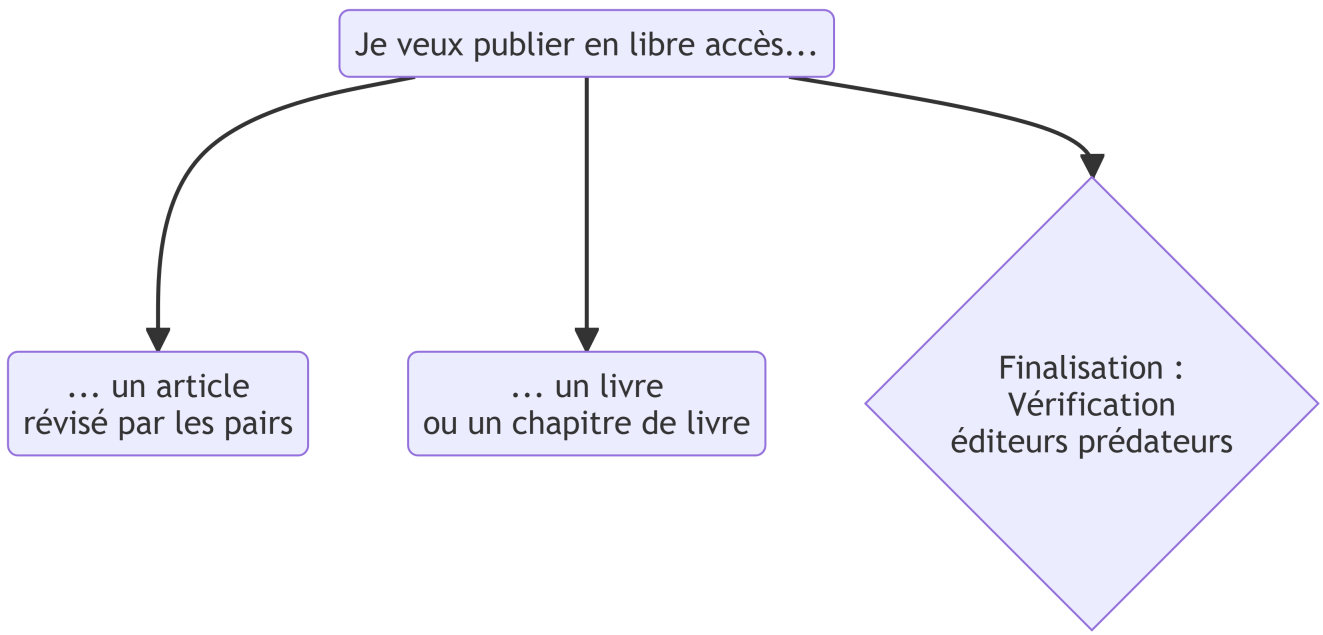 Je veux publier en libre accès...
... un article
révisé par les pairs
... un livre
ou un chapitre de livre
Finalisation :
Vérification
éditeurs prédateurs